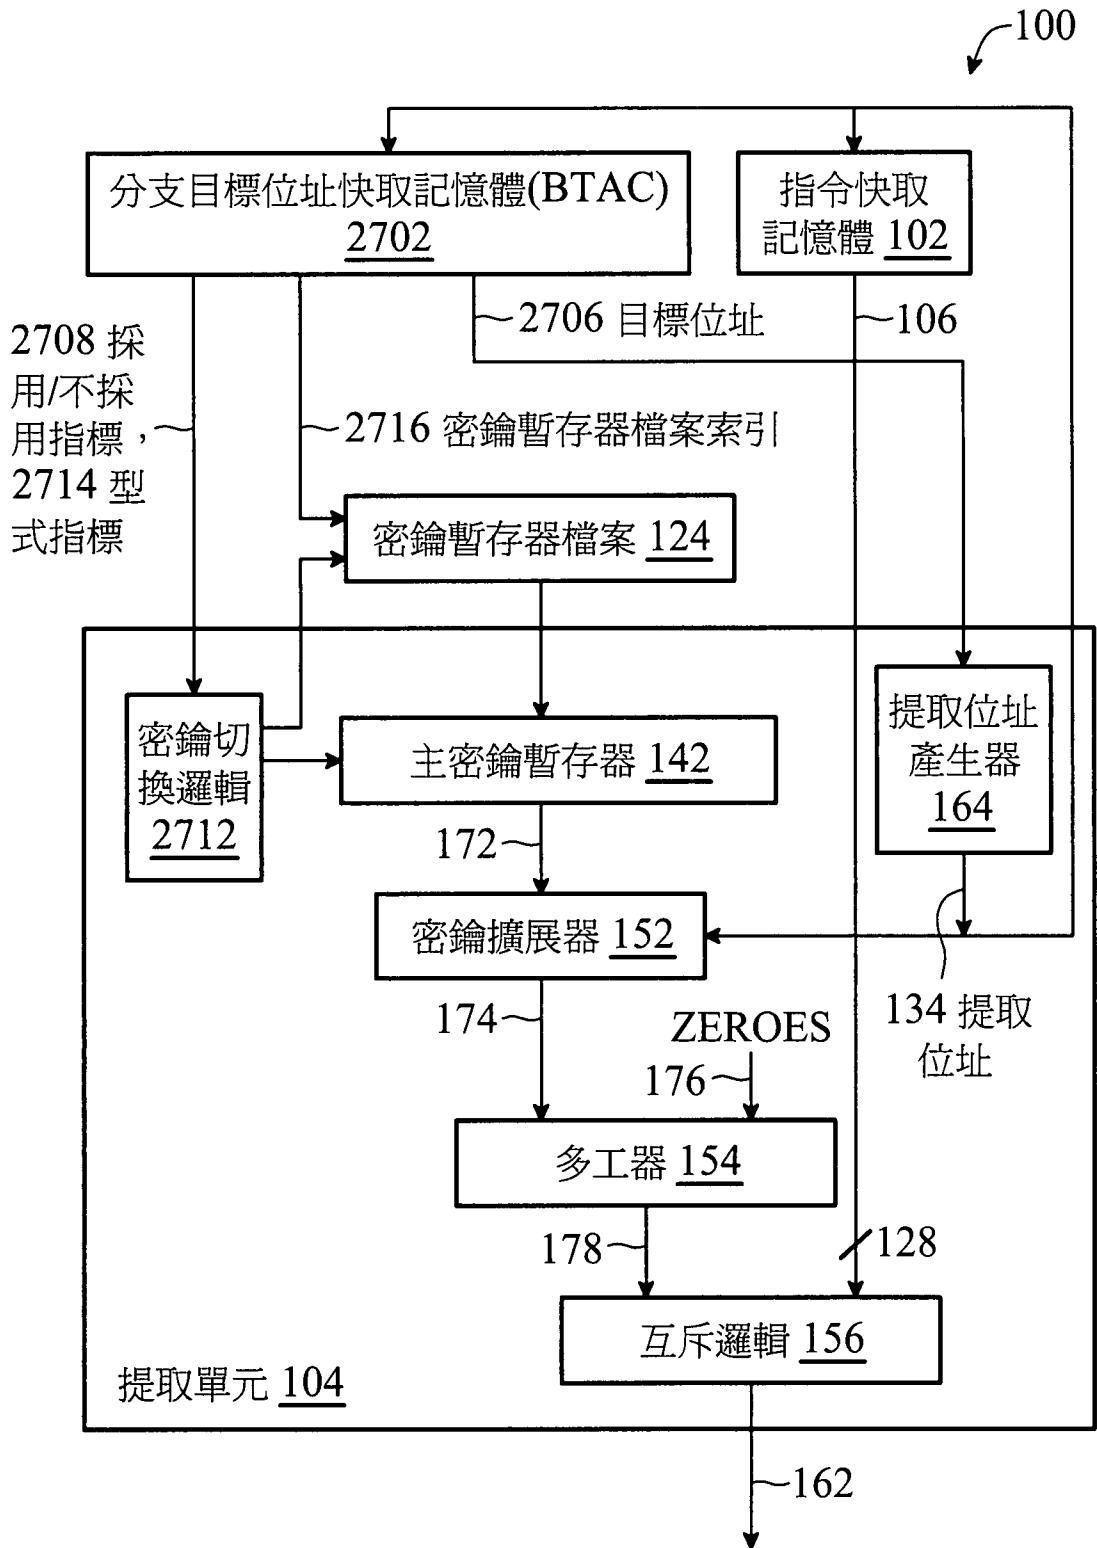 100
分支目標位址快取記憶體(BTAC)
2702
指令快取
記憶體 102
2708 採
用/不採
用指標，
2714 型
式指標
2706 目標位址
106
2716 密鑰暫存器檔案索引
密鑰暫存器檔案 124
密鑰切
換邏輯
2712
主密鑰暫存器 142
提取位址
產生器
164
172
密鑰擴展器 152
174
ZEROES
176
134 提取
位址
多工器 154
178
128
互斥邏輯 156
提取單元 104
162